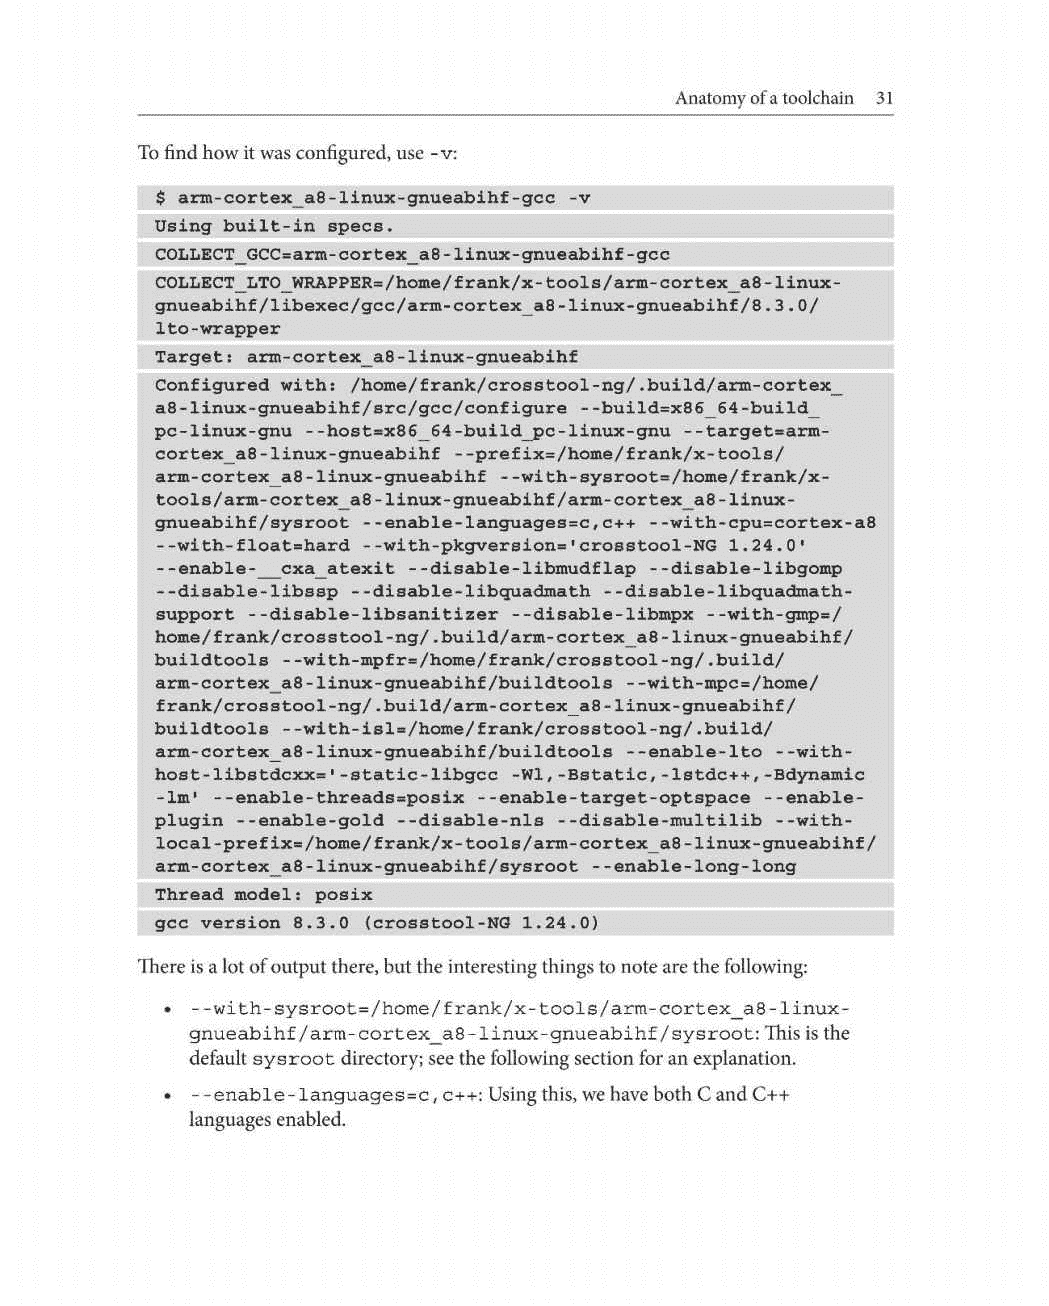 Anatomy of a toolchain 31
To find how it was configured, use -v:
$ arm-cortex_a8-linux-gnueabihf-gcc -v
Using built-in specs.
COLLECT_GCC=arm-cortex_a8-linux-gnueabihf-gcc
COLLECT_LTO_WRAPPER=/home/frank/x-tools/arm-cortex_a8-linux-
gnueabihf/libexec/gcc/arm-cortex_a8-linux-gnueabihf/8.3.0/
lto-wrapper
Target: arm-cortex_a8-linux-gnueabihf
Configured with: /home/frank/crosstool-ng/.build/arm-cortex_
a8-linux-gnueabihf/src/gcc/configure --build=x86_64-build_
pc-linux-gnu --host=x86_64-build_pc-linux-gnu --target=arm-
cortex_a8-linux-gnueabihf --prefix=/home/frank/x-tools/
arm-cortex_a8-linux-gnueabihf --with-sysroot=/home/frank/x-
tools/arm-cortex_a8-linux-gnueabihf/arm-cortex_a8-linux-
gnueabihf/sysroot --enable-languages=c,c++ --with-cpu=cortex-a8
--with-float=hard --with-pkgversion='crosstool-NG 1.24.0'
--enable-__cxa_atexit --disable-libmudflap --disable-libgomp
--disable-libssp --disable-libquadmath --disable-libquadmath-
support --disable-libsanitizer --disable-libmpx --with-gmp=/
home/frank/crosstool-ng/.build/arm-cortex_a8-linux-gnueabihf/
buildtools --with-mpfr=/home/frank/crosstool-ng/.build/
arm-cortex_a8-linux-gnueabihf/buildtools --with-mpc=/home/
frank/crosstool-ng/.build/arm-cortex_a8-linux-gnueabihf/
buildtools --with-isl=/home/frank/crosstool-ng/.build/
arm-cortex_a8-linux-gnueabihf/buildtools --enable-lto --with-
host-libstdcxx='-static-libgcc -Wl,-Bstatic,-lstdc++,-Bdynamic
-lm' --enable-threads=posix --enable-target-optspace --enable-
plugin --enable-gold --disable-nls --disable-multilib --with-
local-prefix=/home/frank/x-tools/arm-cortex_a8-linux-gnueabihf/
arm-cortex_a8-linux-gnueabihf/sysroot --enable-long-long
Thread model: posix
gcc version 8.3.0 (crosstool-NG 1.24.0)
There is a lot of output there, but the interesting things to note are the following:
• --with-sysroot=/home/frank/x-tools/arm-cortex_a8-linux-
gnueabihf/arm-cortex_a8-linux-gnueabihf/sysroot: This is the
default sysroot directory; see the following section for an explanation.
• --enable-languages=c,c++: Using this, we have both C and C++
languages enabled.